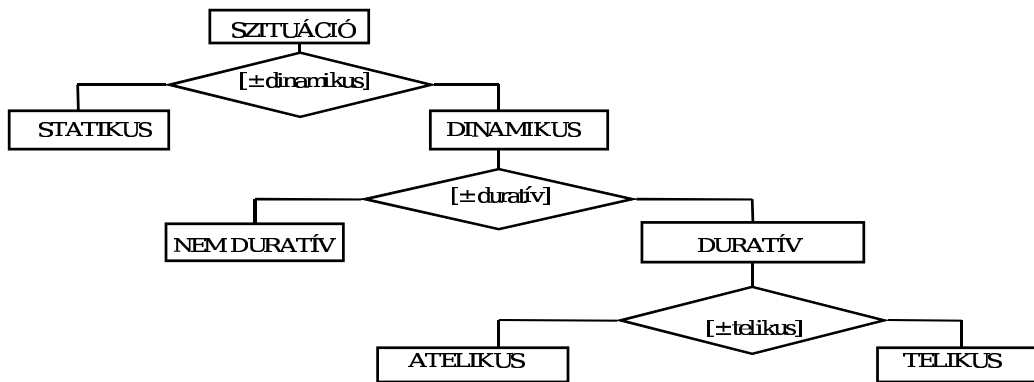 SZITUÁCIÓ
[±dinamikus]
STATIKUS
DINAMIKUS
[±duratív]
NEM DURATÍV
DURATÍV
[±telikus]
ATELIKUS
TELIKUS